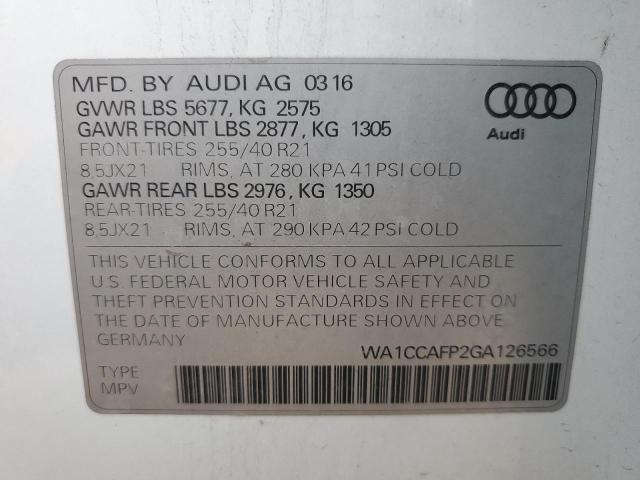 MFD. BY AUDI AG 03 16
GVWR LBS 5677, KG 2575
GAWR FRONT LBS 2877, KG 1305
FRONT-TIRES 255/40 R21
8,5JX21 RIMS, AT 280 KPA 41 PSI COLD
GAWR REAR LBS 2976, KG 1350
REAR-TIRES 255/40 R21
8,5JX21 RIMS, AT 290 KPA 42 PSI COLD
Audi
THIS VEHICLE CONFORMS TO ALL APPLICABLE
U.S. FEDERAL MOTOR VEHICLE SAFETY AND
THEFT PREVENTION STANDARDS IN EFFECT ON
THE DATE OF MANUFACTURE SHOWN ABOVE.
GERMANY
WA1CCAFP2GA126566
TYPE
MPV